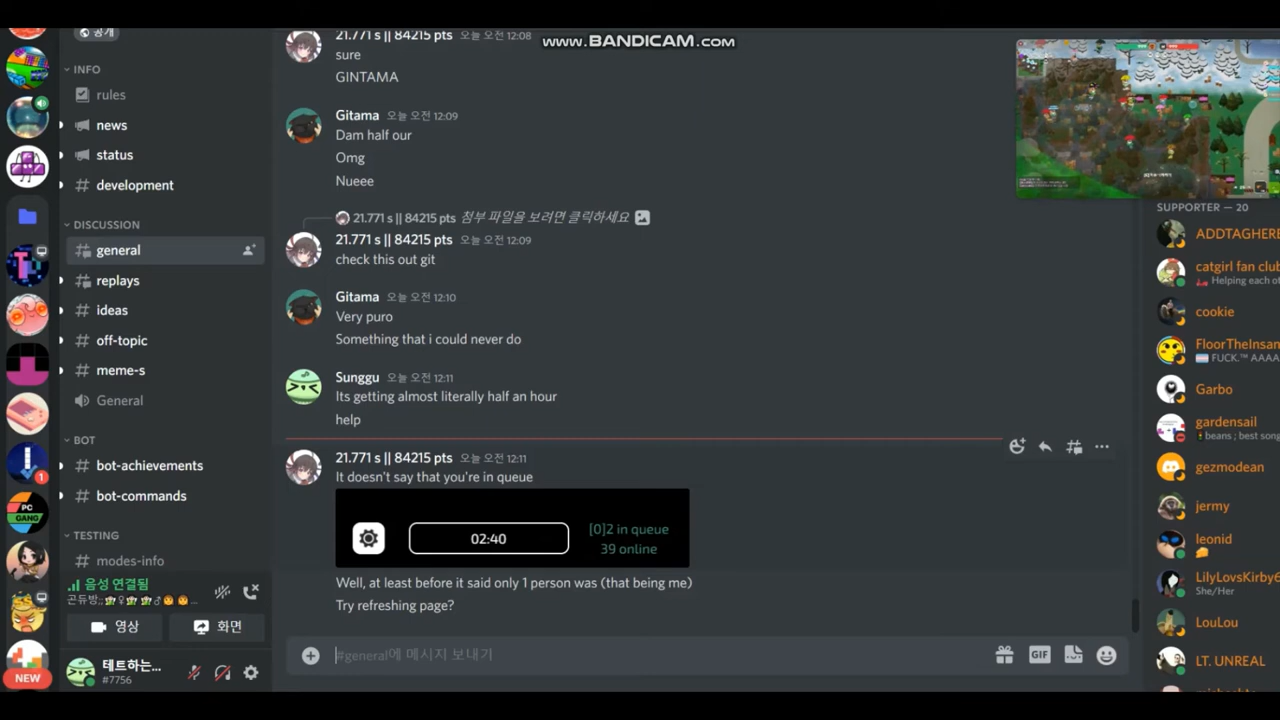 www.BANDICAM.com
공개
INFO
rules
news
status
development
DISCUSSION
general
replays
ideas
off-topic
meme-s
General
BOT
bot-achievements
bot-commands
TESTING
modes-info
음성 연결됨
영상
화면
테트하는...
#7756
PC GANG
1
NEW
21.771 s || 84215 pts 오늘 오전 12:08
sure
GINTAMA
Gitama 오늘 오전 12:09
Dam half our
Omg
Nueee
21.771 s || 84215 pts 첨부 파일을 보려면 클릭하세요
21.771 s || 84215 pts 오늘 오전 12:09
check this out git
Gitama 오늘 오전 12:10
Very puro
Something that i could never do
Sunggu 오늘 오전 12:11
Its getting almost literally half an hour
help
21.771 s || 84215 pts 오늘 오전 12:11
It doesn't say that you're in queue
02:40
[0]2 in queue
39 online
Well, at least before it said only 1 person was (that being me)
Try refreshing page?
#general에 메시지 보내기
GIF
SUPPORTER — 20
ADDTAGHERE
catgirl fan club
Helping each o
cookie
FloorTheInsan
FUCK.™ AAAA
Garbo
gardensail
beans ; best song
gezmodean
jermy
leonid
LilyLovsKirby6
She/Her
LouLou
LT. UNREAL